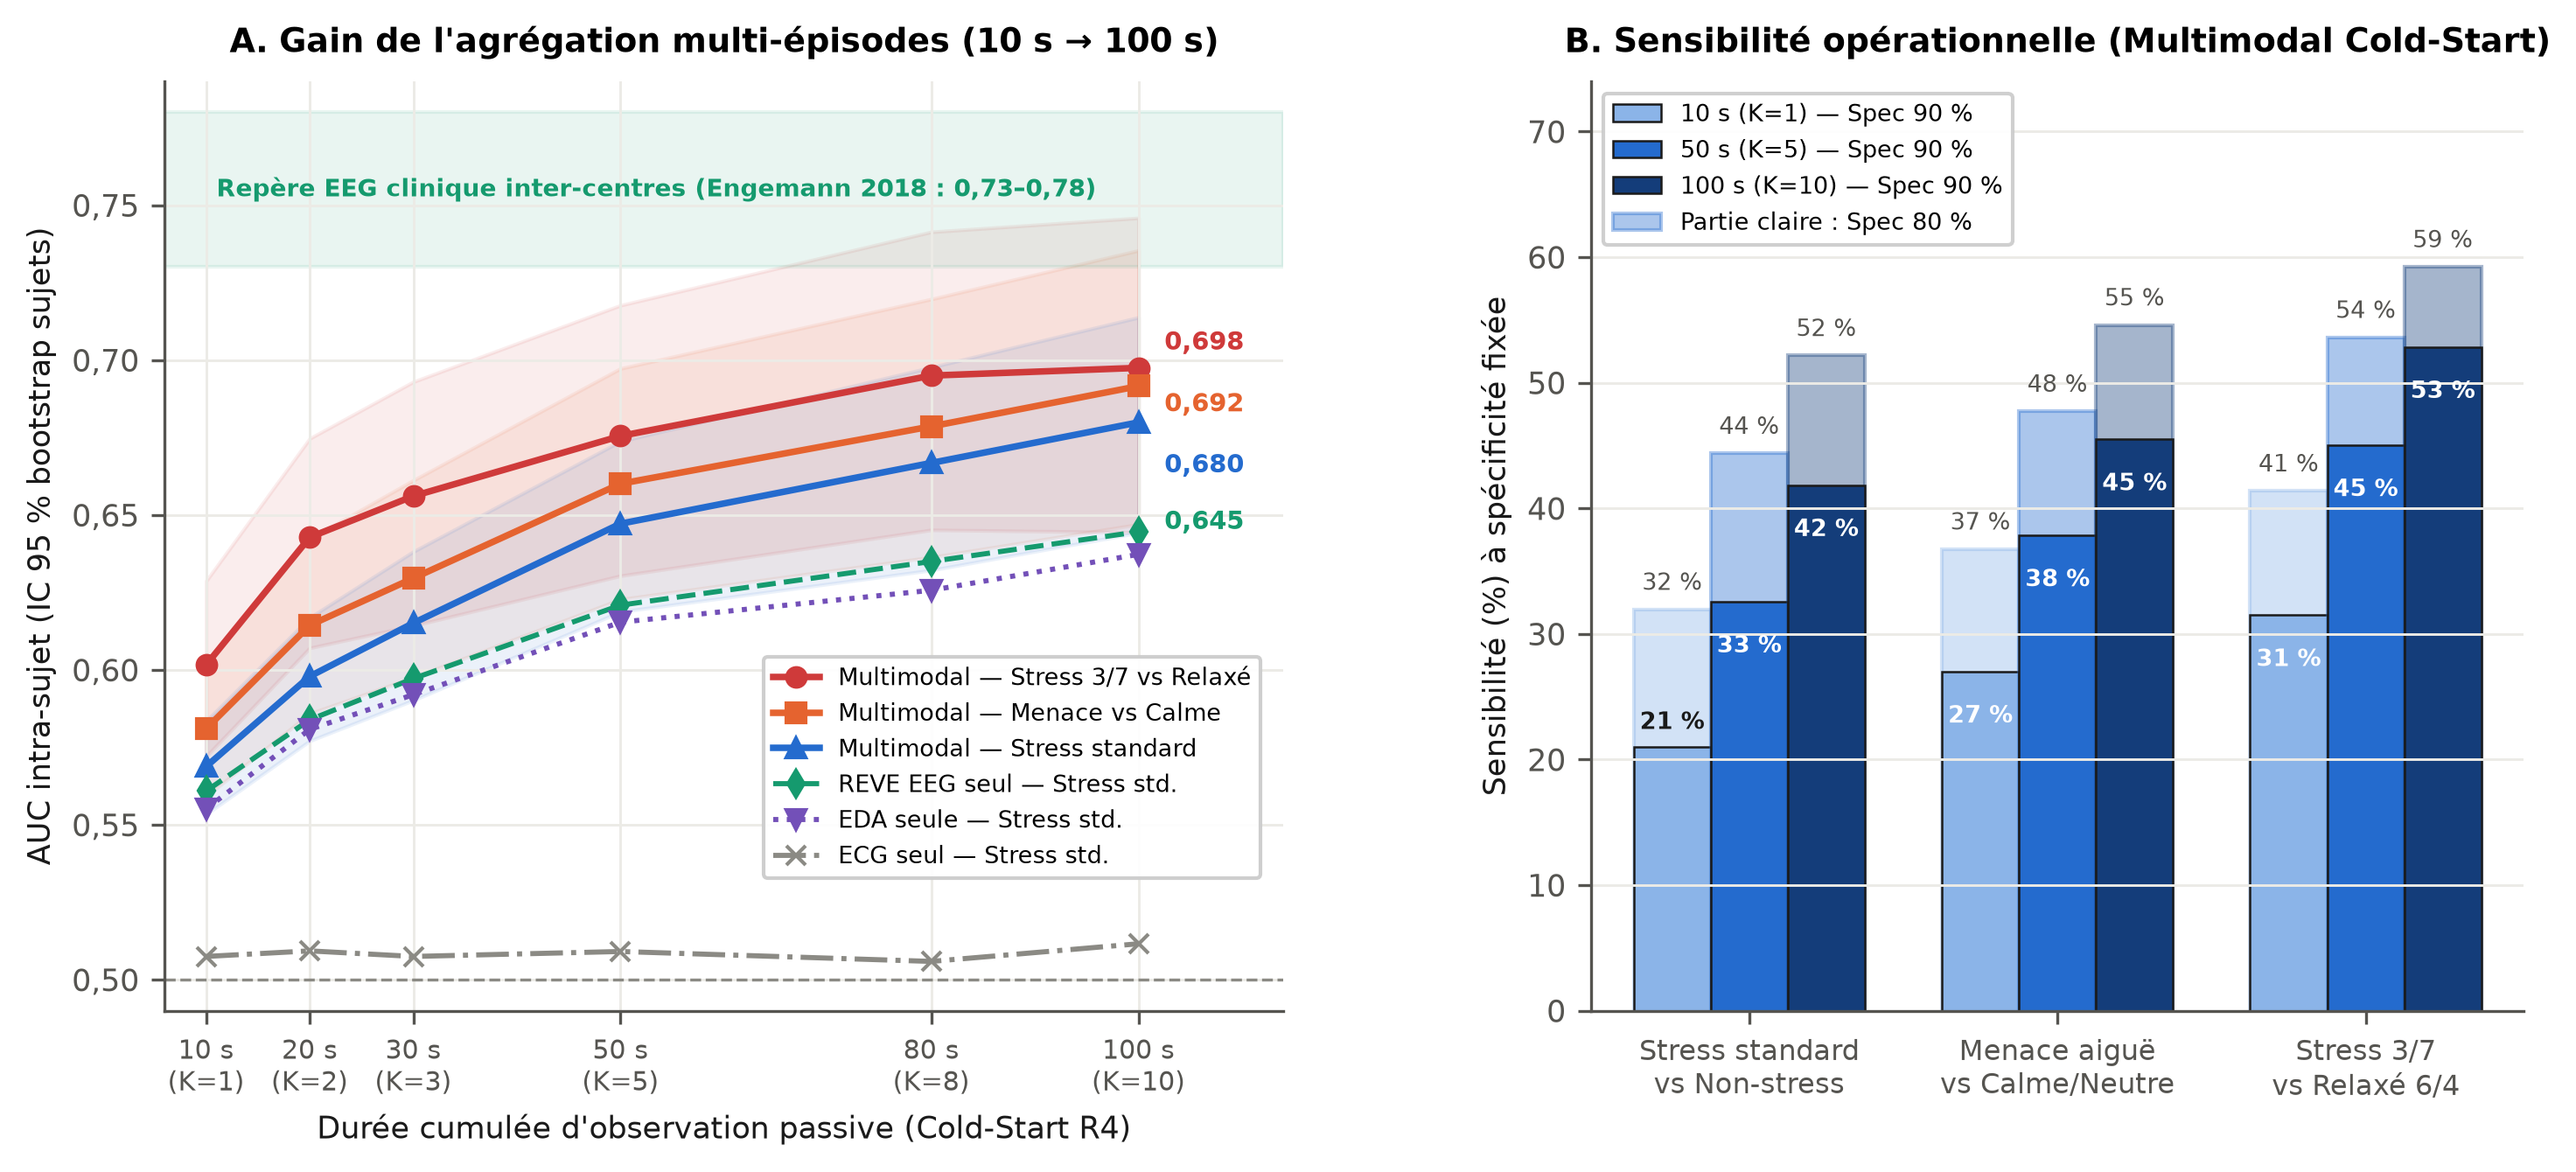 A. Gain de l'agrégation multi-épisodes (10 s → 100 s)
AUC intra-sujet (IC 95 % bootstrap sujets)
0,75
0,70
0,65
0,60
0,55
0,50
Repère EEG clinique inter-centres (Engemann 2018 : 0,73–0,78)
0,698
0,692
0,680
0,645
Multimodal — Stress 3/7 vs Relaxé
Multimodal — Menace vs Calme
Multimodal — Stress standard
REVE EEG seul — Stress std.
EDA seule — Stress std.
ECG seul — Stress std.
10 s
(K=1)
20 s
(K=2)
30 s
(K=3)
50 s
(K=5)
80 s
(K=8)
100 s
(K=10)
Durée cumulée d'observation passive (Cold-Start R4)
B. Sensibilité opérationnelle (Multimodal Cold-Start)
Sensibilité (%) à spécificité fixée
70
60
50
40
30
20
10
0
10 s (K=1) — Spec 90 %
50 s (K=5) — Spec 90 %
100 s (K=10) — Spec 90 %
Partie claire : Spec 80 %
32 %
21 %
44 %
33 %
52 %
42 %
37 %
27 %
48 %
38 %
55 %
45 %
41 %
31 %
54 %
45 %
59 %
53 %
Stress standard
vs Non-stress
Menace aiguë
vs Calme/Neutre
Stress 3/7
vs Relaxé 6/4